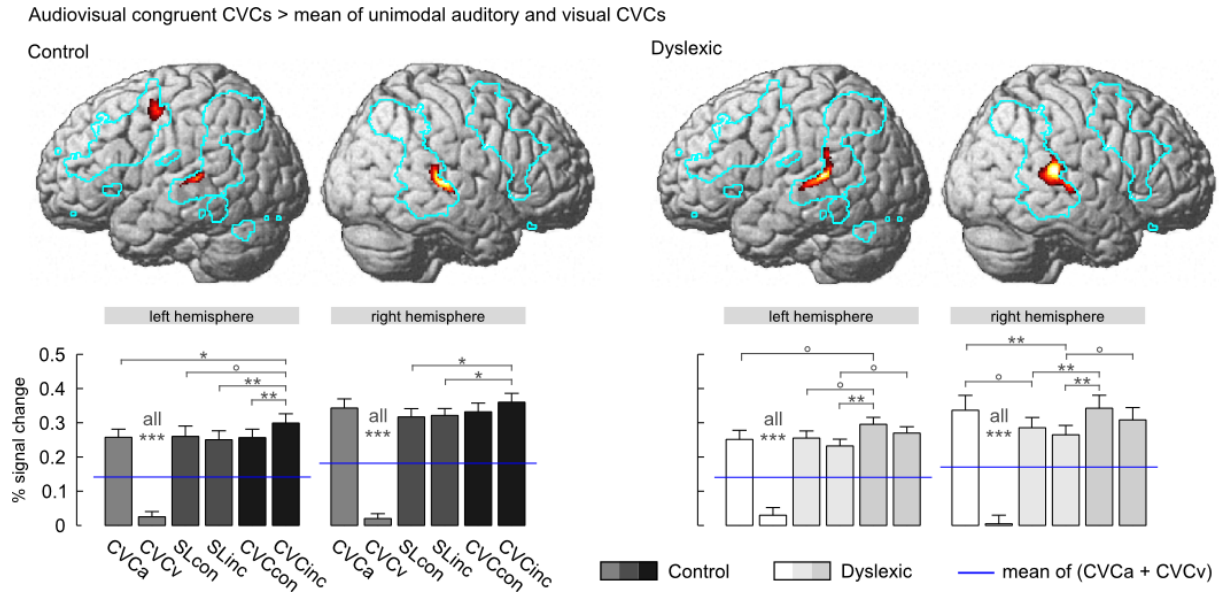 Audiovisual congruent CVCs > mean of unimodal auditory and visual CVCs
Control
Dyslexic
left hemisphere
right hemisphere
left hemisphere
right hemisphere
% signal change
0.5
0.4
0.3
0.2
0.1
0
*
°
**
**
all
***
*
*
all
***
°
°
°
**
all
***
**
°
°
**
**
all
***
CVCa
CVCv
SLcon
SLinc
CVCcon
CVCinc
CVCa
CVCv
SLcon
SLinc
CVCcon
CVCinc
Control
Dyslexic
mean of (CVCa + CVCv)